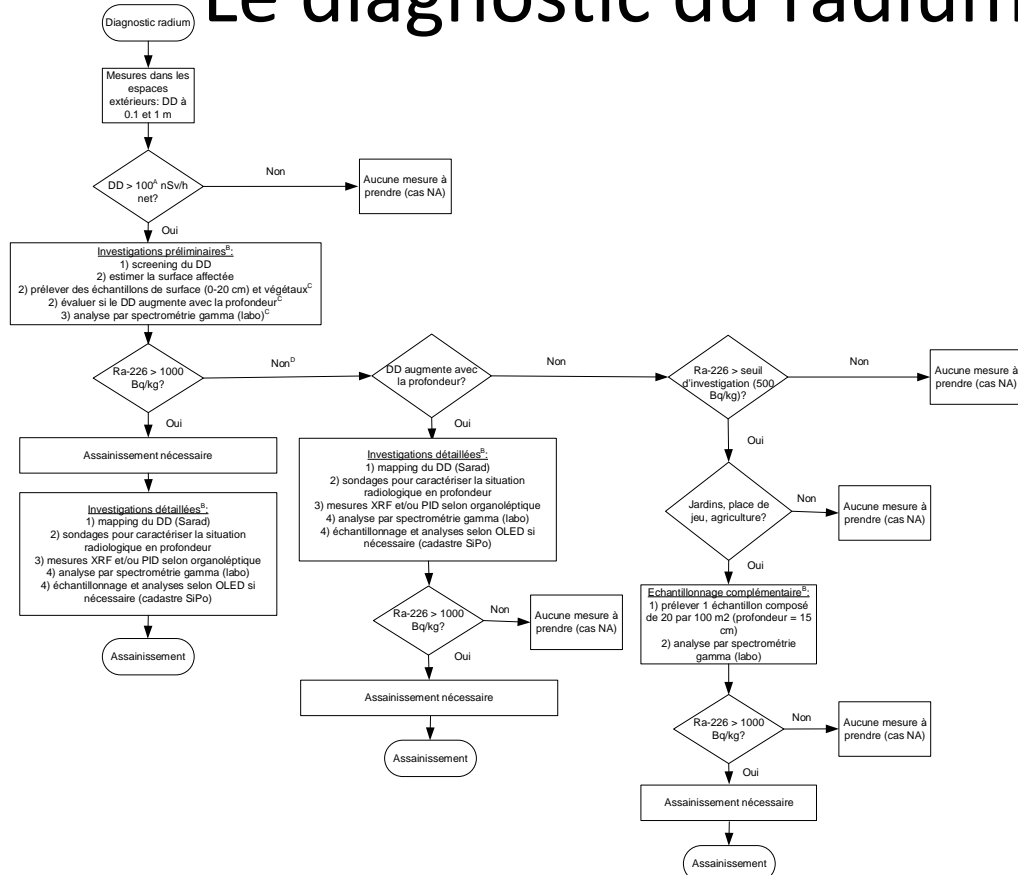 Le diagnostic du radium
Diagnostic radium
Mesures dans les
espaces
extérieurs: DD à
0.1 et 1 m
DD > 100ᴬ nSv/h
net?
Non
Aucune mesure à
prendre (cas NA)
Oui
Investigations préliminairesᴮ:
1) screening du DD
2) estimer la surface affectée
2) prélever des échantillons de surface (0-20 cm) et végétauxᶜ
2) évaluer si le DD augmente avec la profondeurᶜ
3) analyse par spectrométrie gamma (labo)ᶜ
Ra-226 > 1000
Bq/kg?
Nonᴰ
Oui
Assainissement nécessaire
Investigations détailléesᴮ:
1) mapping du DD (Sarad)
2) sondages pour caractériser la situation
radiologique en profondeur
3) mesures XRF et/ou PID selon organoléptique
4) analyse par spectrométrie gamma (labo)
4) échantillonnage et analyses selon OLED si
nécessaire (cadastre SiPo)
Assainissement
DD augmente avec
la profondeur?
Non
Oui
Investigations détailléesᴮ:
1) mapping du DD (Sarad)
2) sondages pour caractériser la situation
radiologique en profondeur
3) mesures XRF et/ou PID selon organoléptique
4) analyse par spectrométrie gamma (labo)
4) échantillonnage et analyses selon OLED si
nécessaire (cadastre SiPo)
Ra-226 > 1000
Bq/kg?
Non
Aucune mesure à
prendre (cas NA)
Oui
Assainissement nécessaire
Assainissement
Ra-226 > seuil
d'investigation (500
Bq/kg)?
Non
Aucune mesure à
prendre (cas NA)
Oui
Jardins, place de
jeu, agriculture?
Non
Aucune mesure à
prendre (cas NA)
Oui
Echantillonnage complémentaireᴮ:
1) prélever 1 échantillon composé
de 20 par 100 m2 (profondeur = 15
cm)
2) analyse par spectrométrie
gamma (labo)
Ra-226 > 1000
Bq/kg?
Non
Aucune mesure à
prendre (cas NA)
Oui
Assainissement nécessaire
Assainissement